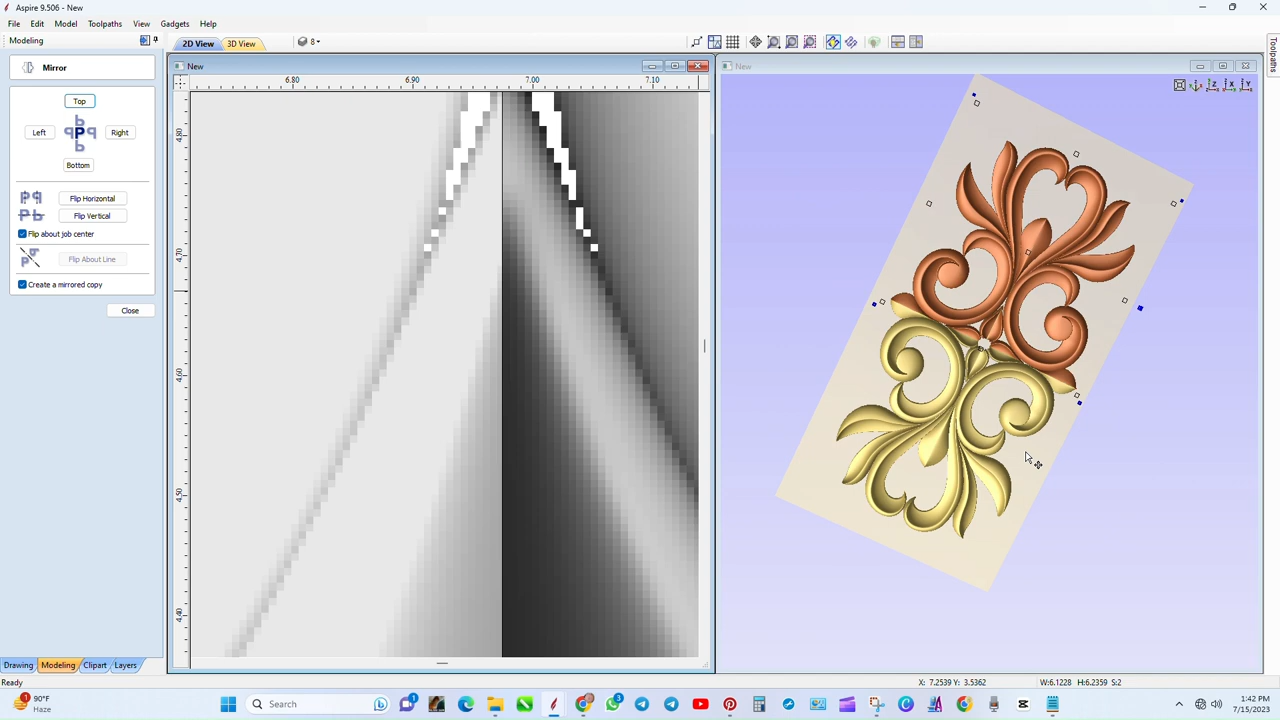 Aspire 9.506 - New
File Edit Model Toolpaths View Gadgets Help
Modeling
2D View 3D View 8
Toolpaths
Mirror
New
New
6.80 6.90 7.00 7.10
Top
Left Right
Bottom
Flip Horizontal
Flip Vertical
Flip about job center
Flip About Line
Create a mirrored copy
Close
4.80
4.70
4.60
4.50
4.40
Drawing Modeling Clipart Layers
Ready
X: 7.2539 Y: 3.5362
W:6.1228 H:6.2359 S:2
90°F
Haze
Search
1
3
1:42 PM
7/15/2023